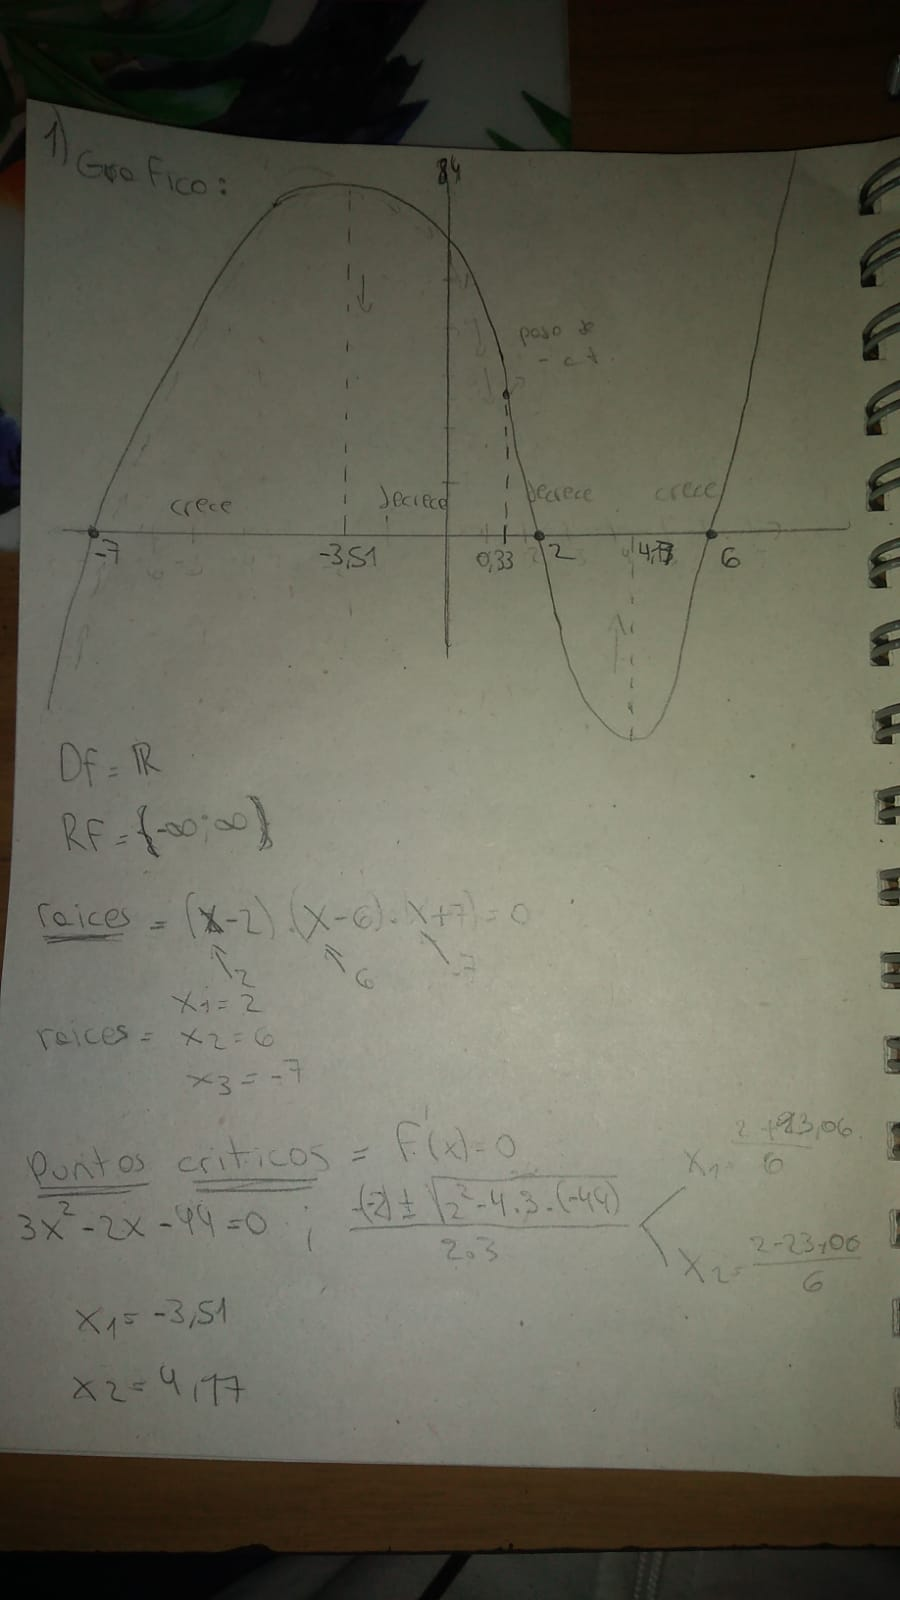 1) Grafico:
84
paso de
crece decrece decrece crece
-7 -3,51 0,33 2 4,17 6
Df = ℝ
RF = (-∞; ∞)
raices = (x-2).(x-6).(x+7) = 0
2 6 -7
x1 = 2
raices = x2 = 6
x3 = -7
Puntos criticos = F'(x) = 0
3x² - 2x - 44 = 0 ; (-2) ± √2² - 4.3.(-44) / 2.3
x1 = 2 + 23,06 / 6
x2 = 2 - 23,06 / 6
x1 = -3,51
x2 = 4,17